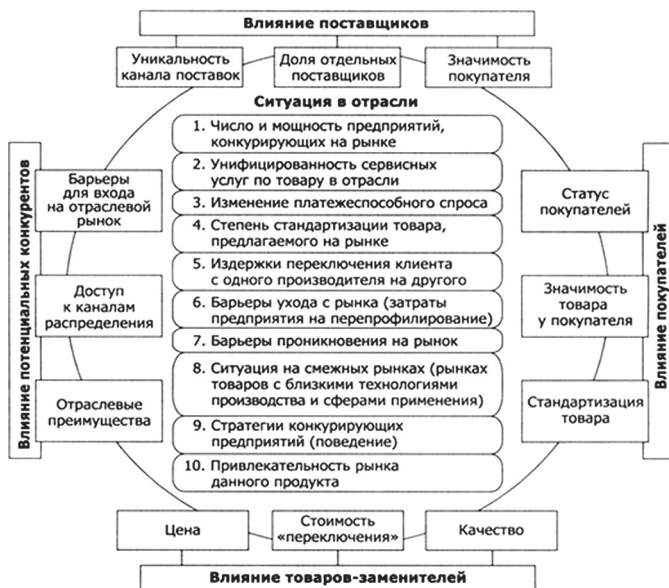 Влияние поставщиков
Уникальность
канала поставок
Доля отдельных
поставщиков
Значимость
покупателя
Ситуация в отрасли
1. Число и мощность предприятий,
конкурирующих на рынке
2. Унифицированность сервисных
услуг по товару в отрасли
3. Изменение платежеспособного спроса
4. Степень стандартизации товара,
предлагаемого на рынке
5. Издержки переключения клиента
с одного производителя на другого
6. Барьеры ухода с рынка (затраты
предприятия на перепрофилирование)
7. Барьеры проникновения на рынок
8. Ситуация на смежных рынках (рынках
товаров с близкими технологиями
производства и сферами применения)
9. Стратегии конкурирующих
предприятий (поведение)
10. Привлекательность рынка
данного продукта
Влияние потенциальных конкурентов
Барьеры
для входа
на отраслевой
рынок
Доступ
к каналам
распределения
Отраслевые
преимущества
Статус
покупателей
Значимость
товара
у покупателя
Стандартизация
товара
Влияние покупателей
Цена
Стоимость
«переключения»
Качество
Влияние товаров-заменителей